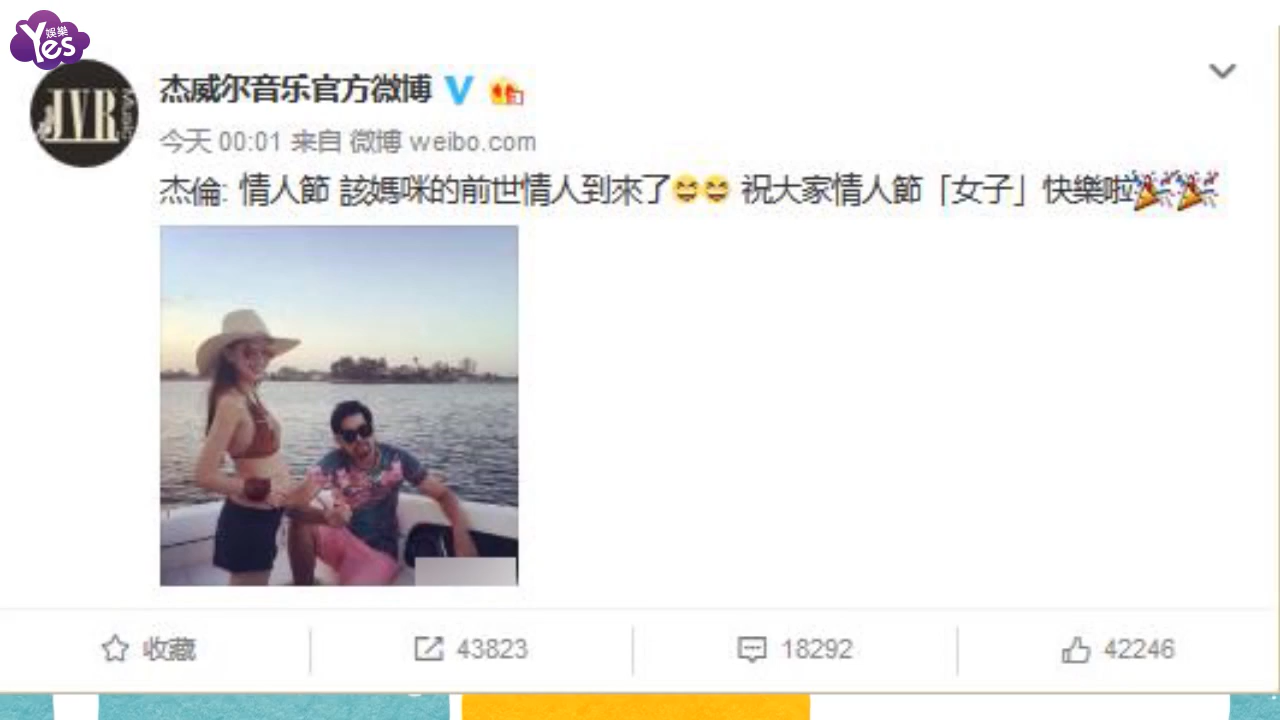 娛樂
Yes
JVR
Music
杰威尔音乐官方微博
今天 00:01 来自 微博 weibo.com
杰倫: 情人節 該媽咪的前世情人到來了😄😄 祝大家情人節「女子」快樂啦🎉🎉
收藏
43823
18292
42246